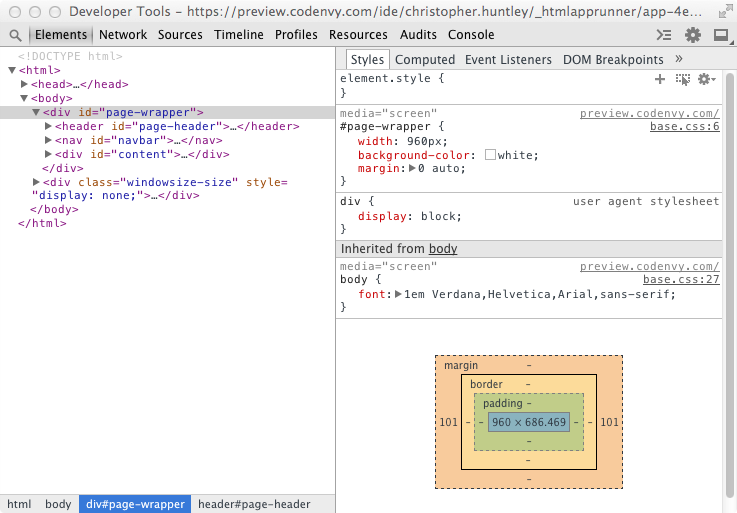 Developer Tools - https://preview.codenvy.com/ide/christopher.huntley/_htmlapprunner/app-4e...
Elements Network Sources Timeline Profiles Resources Audits Console
<!DOCTYPE html>
▼<html>
▶<head>…</head>
▼<body>
▼<div id="page-wrapper">
▶<header id="page-header">…</header>
▶<nav id="navbar">…</nav>
▶<div id="content">…</div>
</div>
▶<div class="windowsize-size" style=
"display: none;">…</div>
</body>
</html>
Styles Computed Event Listeners DOM Breakpoints »
element.style {
}
media="screen" preview.codenvy.com/
#page-wrapper { base.css:6
width: 960px;
background-color: white;
margin:▶0 auto;
}
div { user agent stylesheet
display: block;
}
Inherited from body
media="screen" preview.codenvy.com/
body { base.css:27
font:▶1em Verdana,Helvetica,Arial,sans-serif;
}
margin –
border –
padding –
101 – – 960 × 686.469 – – 101
–
–
–
html body div#page-wrapper header#page-header